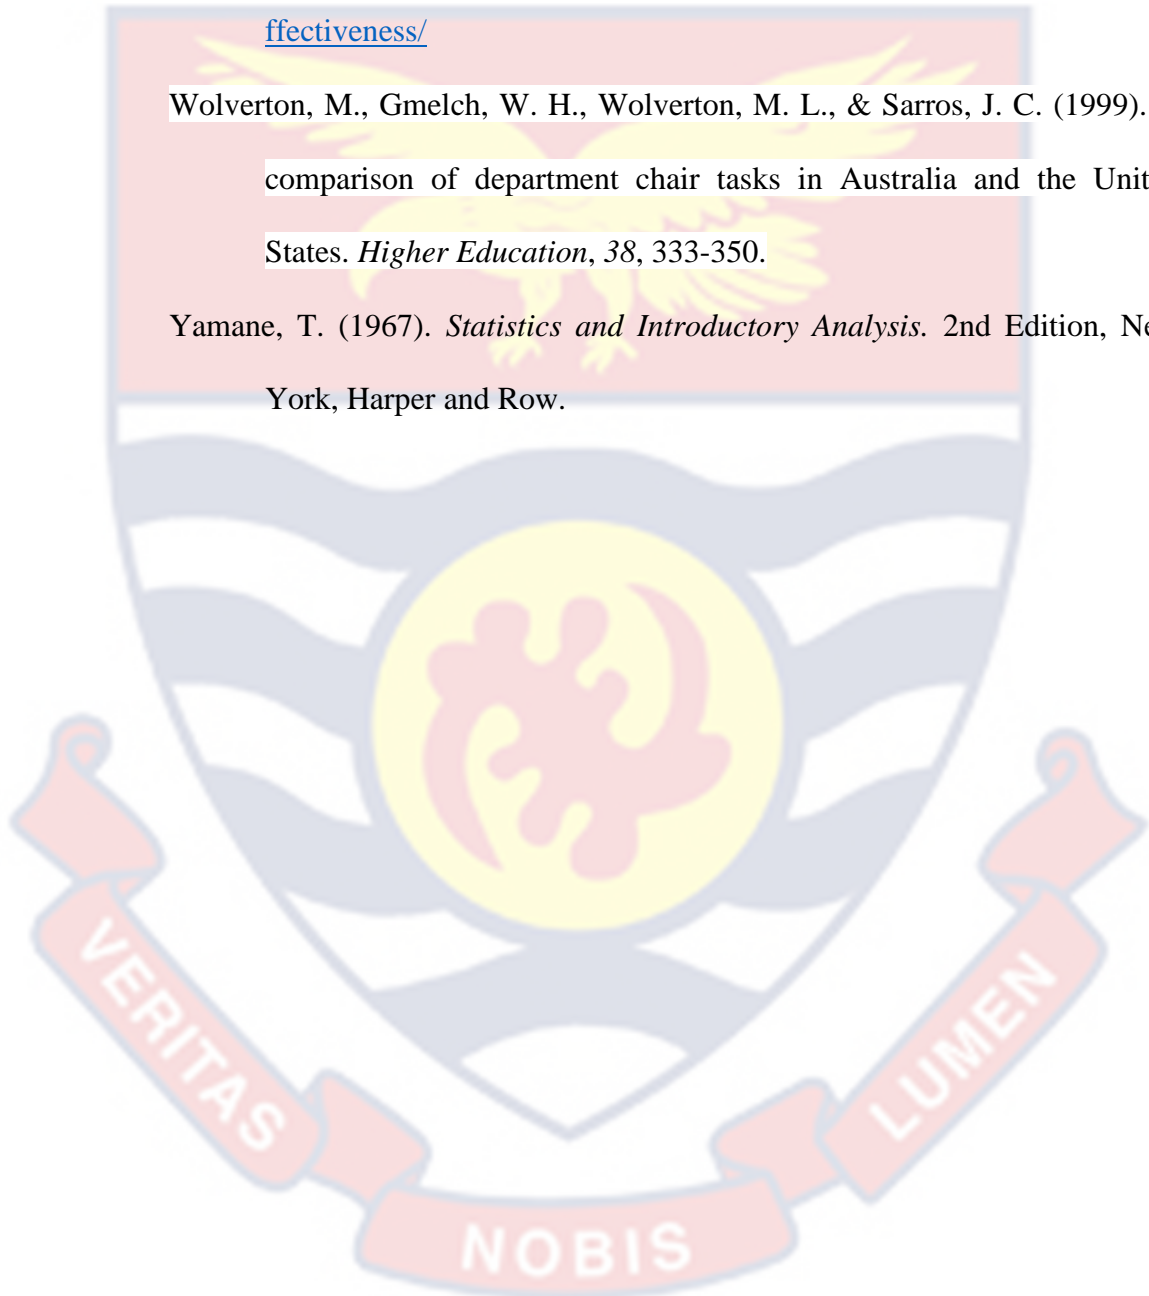 ffectiveness/
Wolverton, M., Gmelch, W. H., Wolverton, M. L., & Sarros, J. C. (1999).
comparison of department chair tasks in Australia and the Unit
States. Higher Education, 38, 333-350.
Yamane, T. (1967). Statistics and Introductory Analysis. 2nd Edition, Ne
York, Harper and Row.
VERITAS
NOBIS
LUMEN